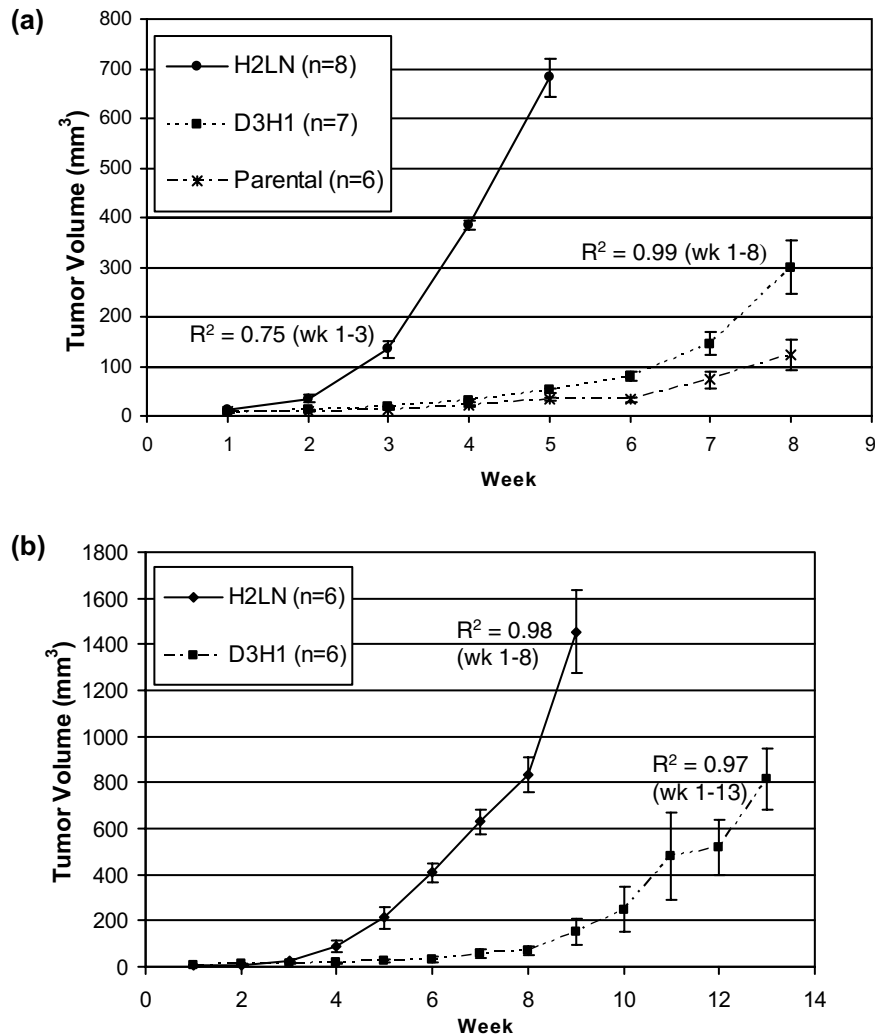 (a)
800
700
600
500
400
300
200
100
0
Tumor Volume (mm³)
H2LN (n=8)
D3H1 (n=7)
Parental (n=6)
R² = 0.99 (wk 1-8)
R² = 0.75 (wk 1-3)
0 1 2 3 4 5 6 7 8 9
Week
(b)
1800
1600
1400
1200
1000
800
600
400
200
0
Tumor Volume (mm³)
H2LN (n=6)
D3H1 (n=6)
R² = 0.98
(wk 1-8)
R² = 0.97
(wk 1-13)
0 2 4 6 8 10 12 14
Week